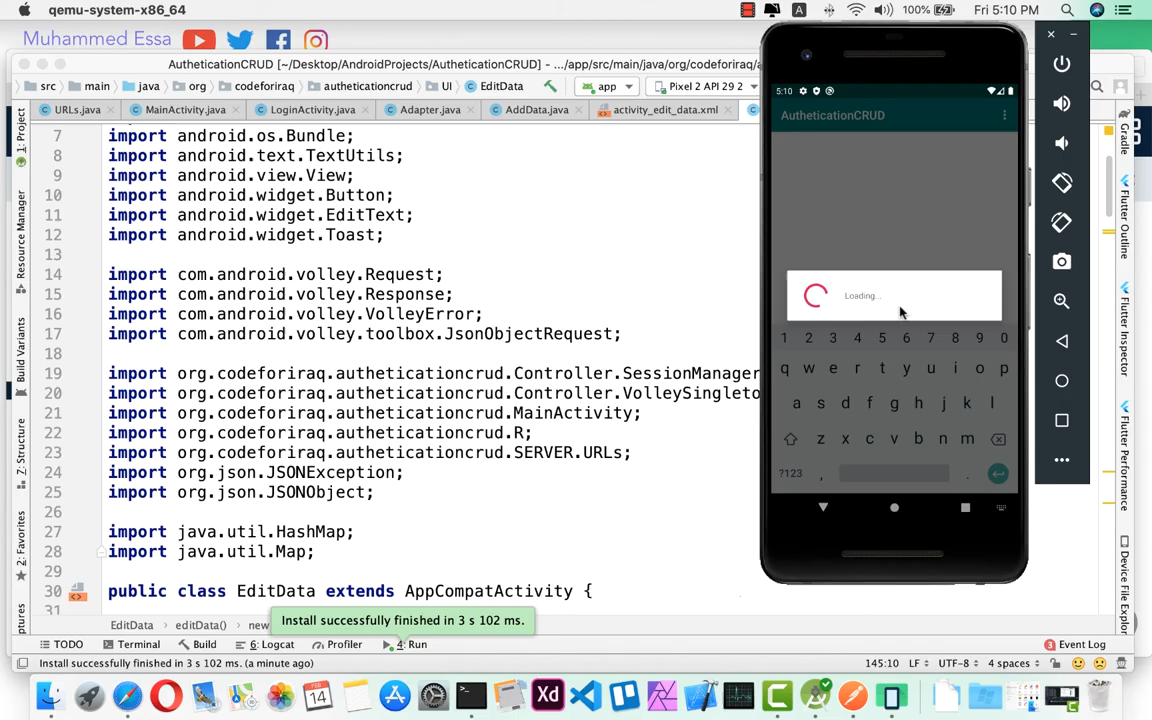 qemu-system-x86_64
A
100%
Fri 5:10 PM
Muhammed Essa
AutheticationCRUD [~/Desktop/AndroidProjects/AutheticationCRUD] - .../app/src/main/java/org/codeforiraq/a
src
main
java
org
codeforiraq
autheticationcrud
UI
EditData
app
Pixel 2 API 29 2
URLs.java
MainActivity.java
LoginActivity.java
Adapter.java
AddData.java
activity_edit_data.xml
7 import android.os.Bundle;
8 import android.text.TextUtils;
9 import android.view.View;
10 import android.widget.Button;
11 import android.widget.EditText;
12 import android.widget.Toast;
13
14 import com.android.volley.Request;
15 import com.android.volley.Response;
16 import com.android.volley.VolleyError;
17 import com.android.volley.toolbox.JsonObjectRequest;
18
19 import org.codeforiraq.autheticationcrud.Controller.SessionManager
20 import org.codeforiraq.autheticationcrud.Controller.VolleySingleto
21 import org.codeforiraq.autheticationcrud.MainActivity;
22 import org.codeforiraq.autheticationcrud.R;
23 import org.codeforiraq.autheticationcrud.SERVER.URLs;
24 import org.json.JSONException;
25 import org.json.JSONObject;
26
27 import java.util.HashMap;
28 import java.util.Map;
29
30 public class EditData extends AppCompatActivity {
31
1: Project
Resource Manager
Build Variants
7: Structure
2: Favorites
ptures
5:10
AutheticationCRUD
Loading...
1 2 3 4 5 6 7 8 9 0
q w e r t y u i o p
a s d f g h j k l
z x c v b n m
?123 , .
Gradle
Flutter Outline
Flutter Inspector
Flutter Performance
Device File Explor
EditData
editData()
new
Install successfully finished in 3 s 102 ms.
TODO
Terminal
Build
6: Logcat
Profiler
4: Run
3 Event Log
Install successfully finished in 3 s 102 ms. (a minute ago)
145:10
LF
UTF-8
4 spaces
FEB
14
Xd